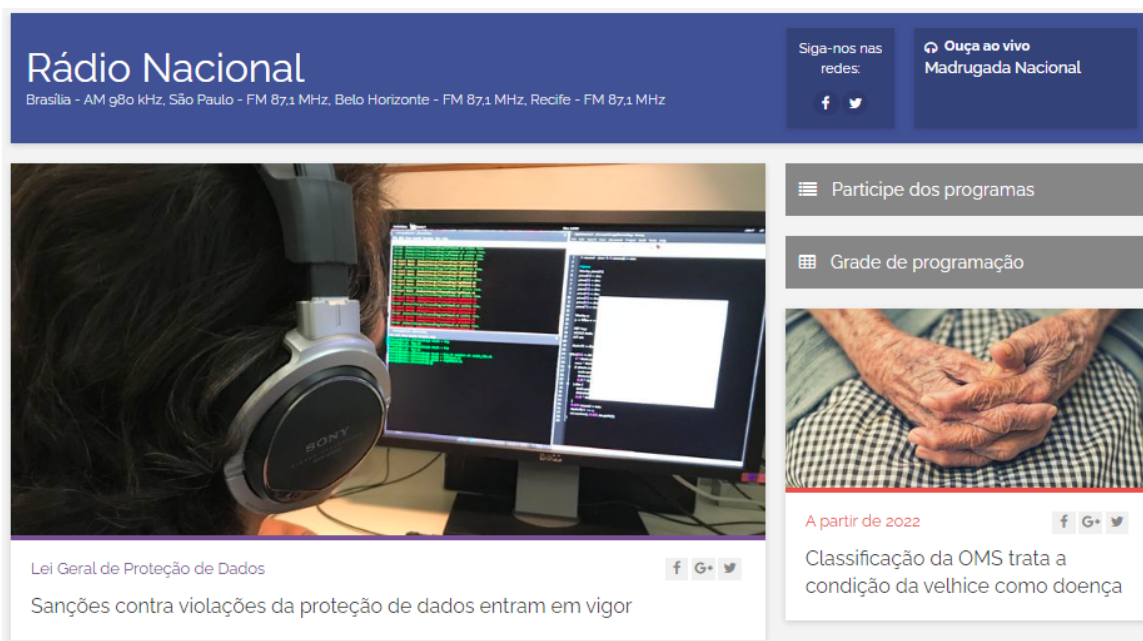 Rádio Nacional
Brasília - AM 980 kHz, São Paulo - FM 87,1 MHz, Belo Horizonte - FM 87,1 MHz, Recife - FM 87,1 MHz
Siga-nos nas
redes:
Ouça ao vivo
Madrugada Nacional
Participe dos programas
Grade de programação
SONY
DELL
Lei Geral de Proteção de Dados
Sanções contra violações da proteção de dados entram em vigor
A partir de 2022
Classificação da OMS trata a
condição da velhice como doença